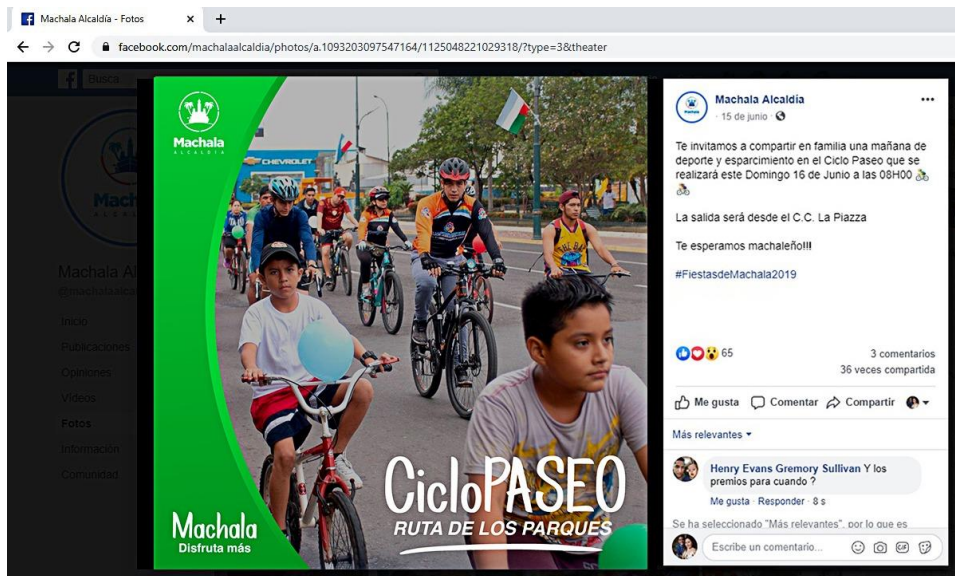 Machala Alcaldía - Fotos
facebook.com/machalaalcaldia/photos/a.1093203097547164/1125048221029318/?type=3&theater
Busca
Machala Al
Inicio
Publicaciones
Opiniones
Videos
Fotos
Información
Comunidad
Machala
ALCALDÍA
CHEVROLET
CicloPASEO
RUTA DE LOS PARQUES
Machala
Disfruta más
Machala Alcaldía
15 de junio
Te invitamos a compartir en familia una mañana de
deporte y esparcimiento en el Ciclo Paseo que se
realizará este Domingo 16 de Junio a las 08H00
La salida será desde el C.C. La Piazza
Te esperamos machaleño!!!
#FiestasdeMachala2019
65
3 comentarios
36 veces compartida
Me gusta Comentar Compartir
Más relevantes
Henry Evans Gremory Sullivan Y los
premios para cuando ?
Me gusta · Responder · 8 s
Se ha seleccionado "Más relevantes", por lo que es
Escribe un comentario...
GIF